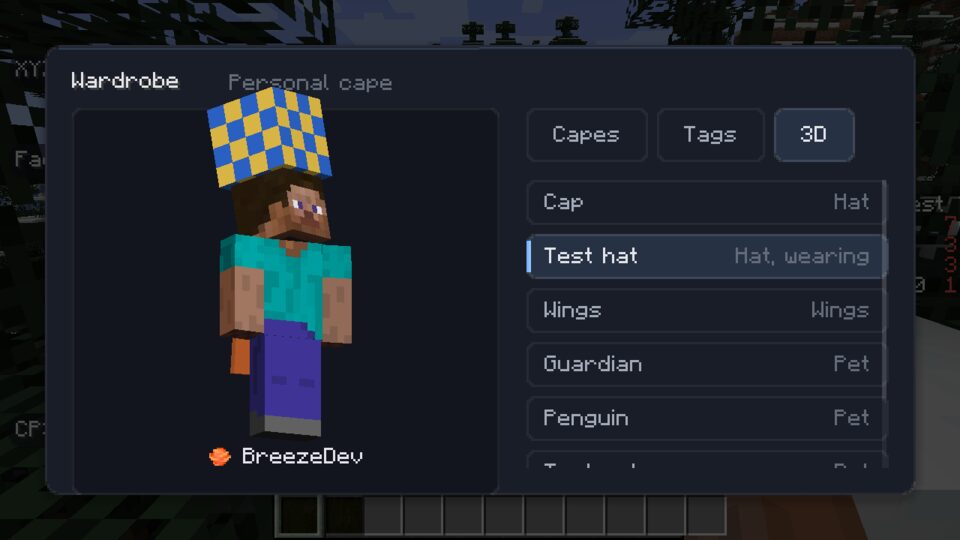 Wardrobe
Personal cape
Capes
Tags
3D
Cap
Hat
Test hat
Hat, wearing
Wings
Wings
Guardian
Pet
Penguin
Pet
BreezeDev
XYZ